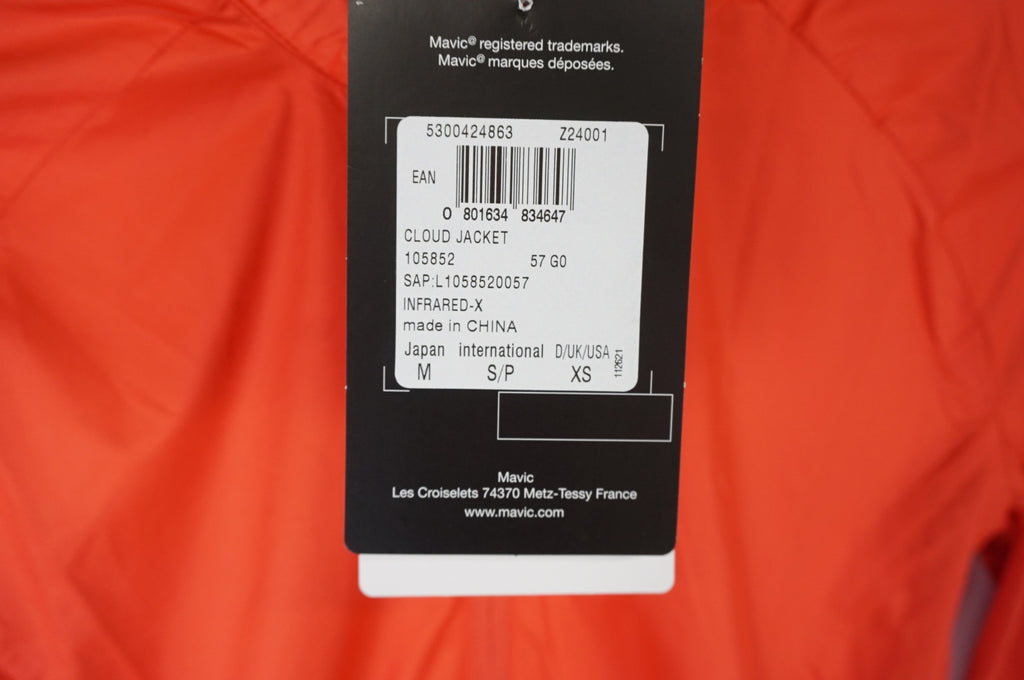 Mavic® registered trademarks.
Mavic® marques déposées.
5300424863 Z24001
EAN
0 801634 834647
CLOUD JACKET
105852 57 G0
SAP:L1058520057
INFRARED-X
made in CHINA
Japan international D/UK/USA
M S/P XS
112621
Mavic
Les Croiselets 74370 Metz-Tessy France
www.mavic.com